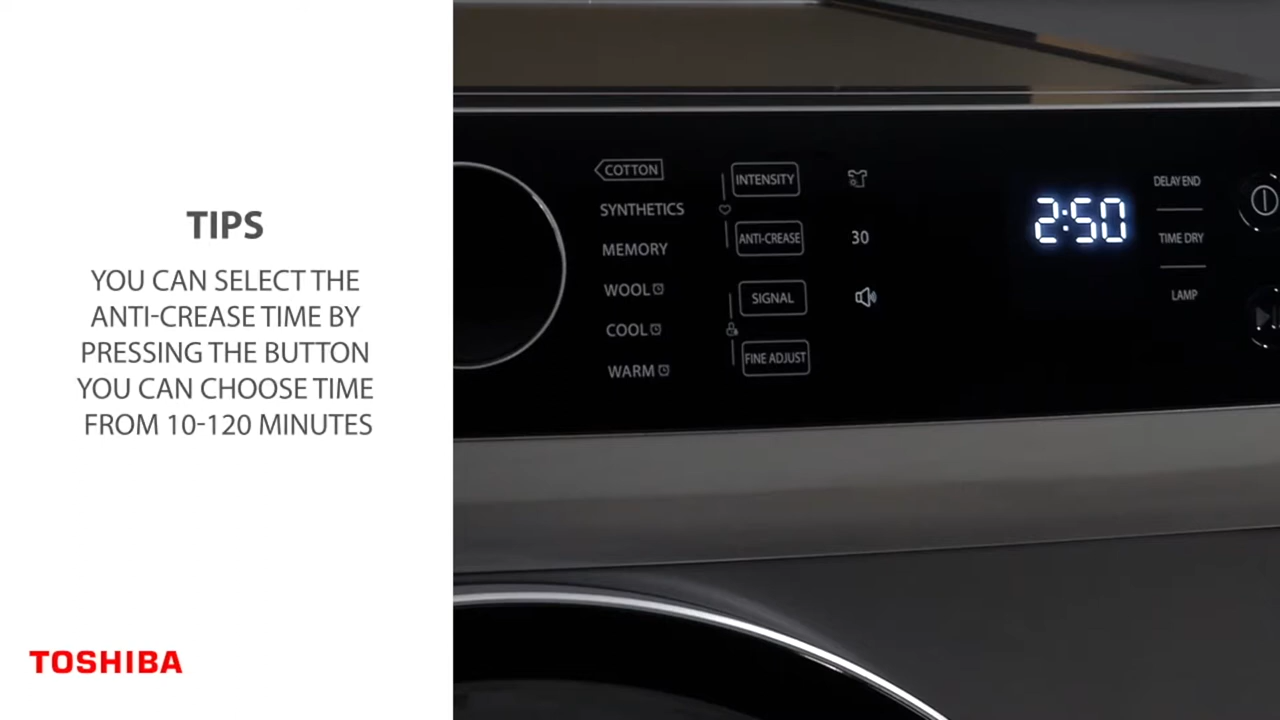 TIPS
YOU CAN SELECT THE
ANTI-CREASE TIME BY
PRESSING THE BUTTON
YOU CAN CHOOSE TIME
FROM 10-120 MINUTES
TOSHIBA
COTTON
SYNTHETICS
MEMORY
WOOL
COOL
WARM
INTENSITY
ANTI-CREASE
30
SIGNAL
FINE ADJUST
2:50
DELAY END
TIME DRY
LAMP